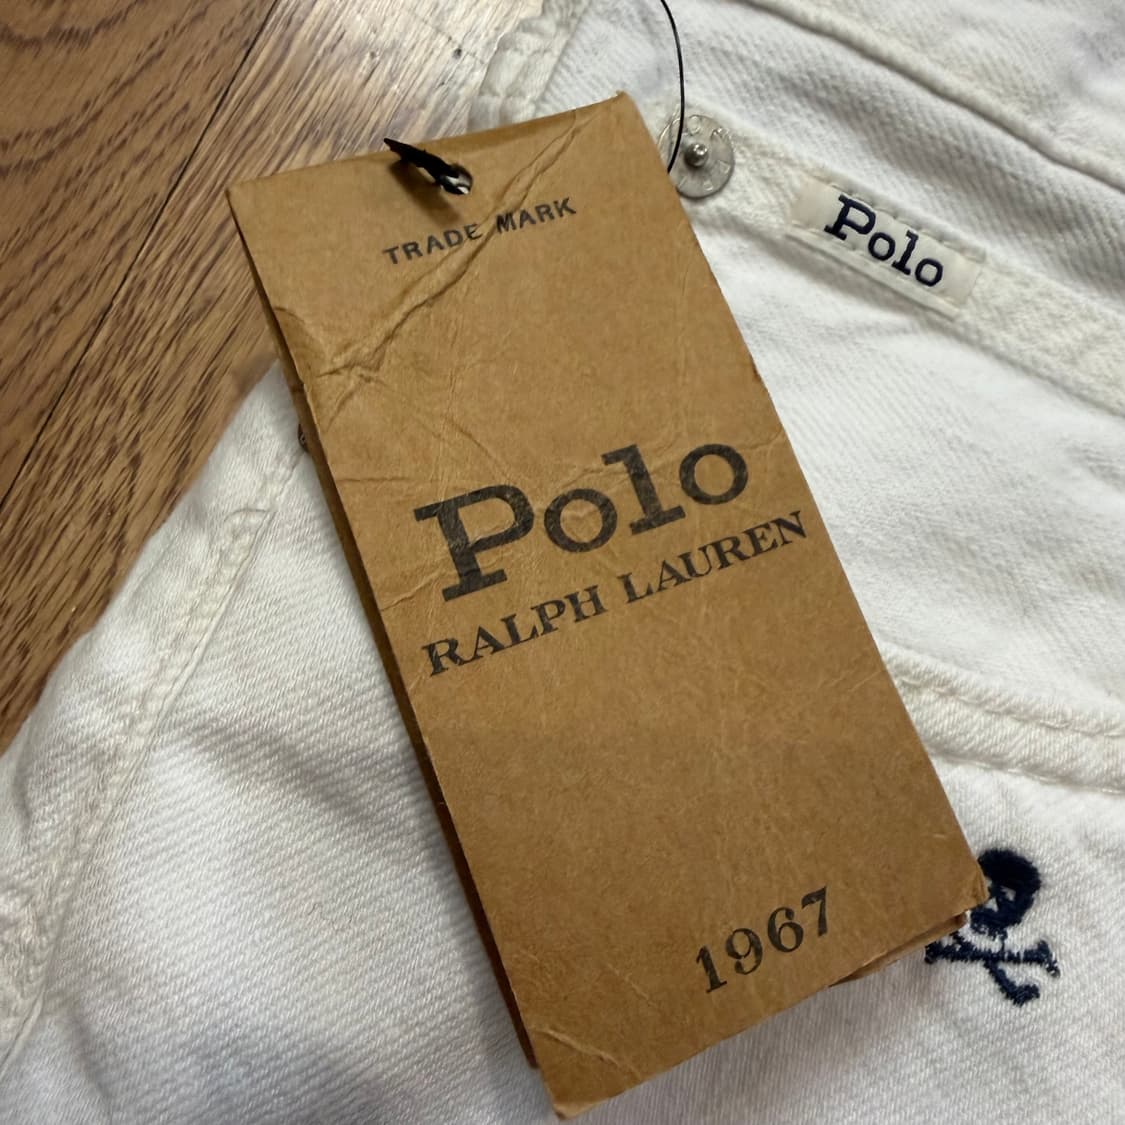 TRADE MARK
Polo
RALPH LAUREN
1967
Polo